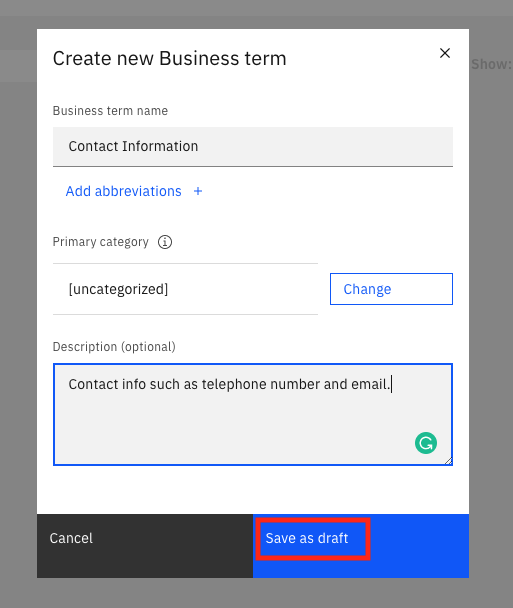 Create new Business term
Show:
Business term name
Contact Information
Add abbreviations +
Primary category
[uncategorized]
Change
Description (optional)
Contact info such as telephone number and email.
Cancel
Save as draft